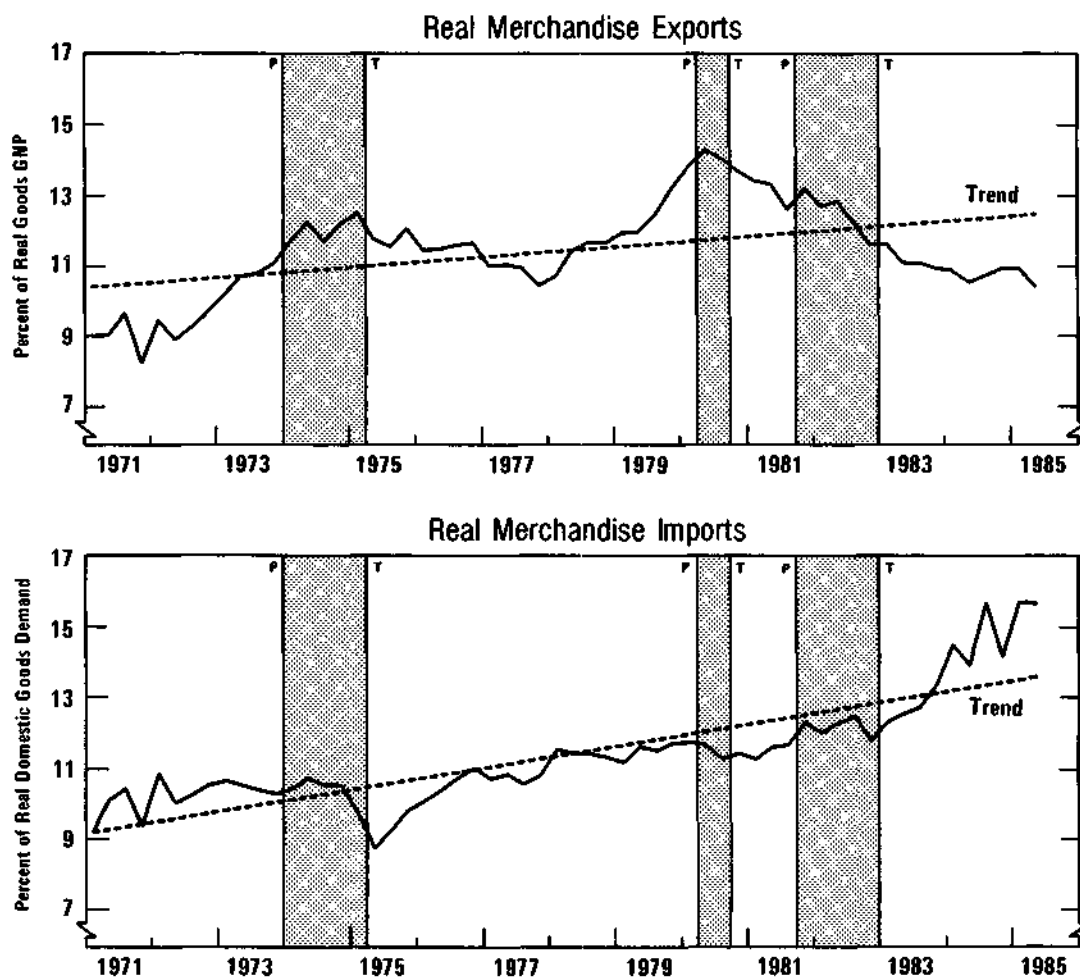 Real Merchandise Exports
Percent of Real Goods GNP
17
15
13
11
9
7
P
T
P
T
P
T
Trend
1971 1973 1975 1977 1979 1981 1983 1985
Real Merchandise Imports
Percent of Real Domestic Goods Demand
17
15
13
11
9
7
P
T
P
T
P
T
Trend
1971 1973 1975 1977 1979 1981 1983 1985